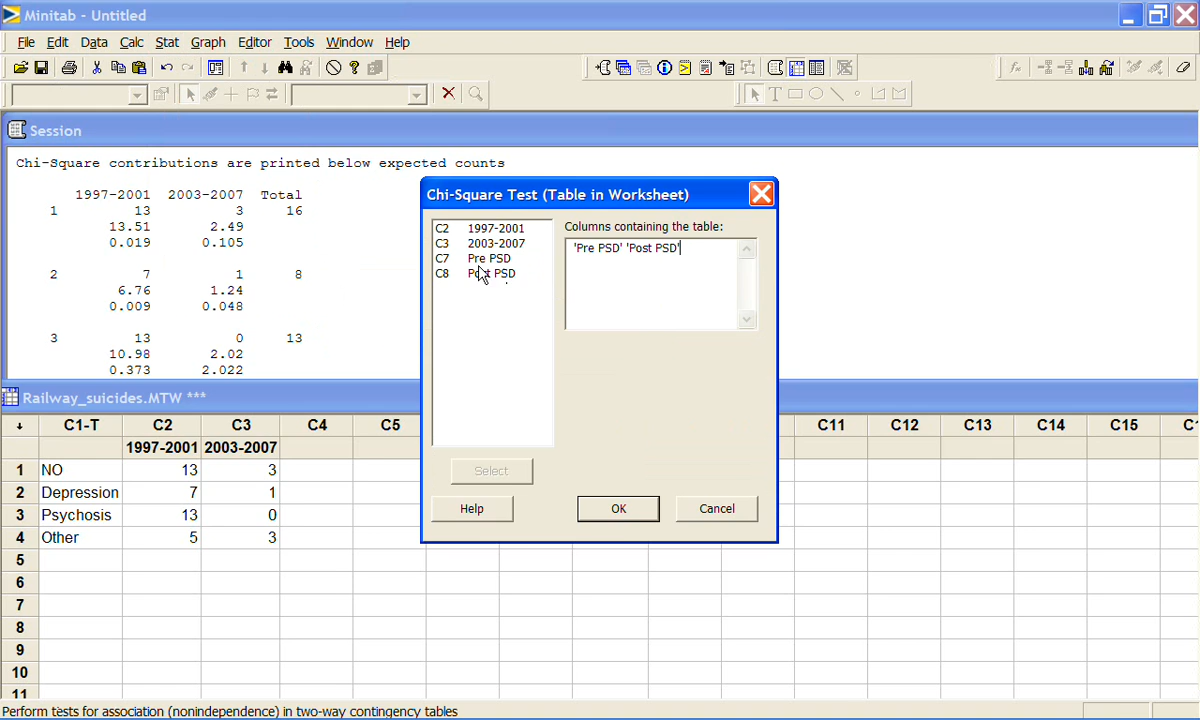 Minitab - Untitled
File Edit Data Calc Stat Graph Editor Tools Window Help
Session
Chi-Square contributions are printed below expected counts
1997-2001 2003-2007 Total
1 13 3 16
13.51 2.49
0.019 0.105
2 7 1 8
6.76 1.24
0.009 0.048
3 13 0 13
10.98 2.02
0.373 2.022
Chi-Square Test (Table in Worksheet)
C2 1997-2001
C3 2003-2007
C7 Pre PSD
C8 Post PSD
Columns containing the table:
'Pre PSD' 'Post PSD'
Select
Help OK Cancel
Railway_suicides.MTW ***
C1-T C2 C3 C4 C5 C11 C12 C13 C14 C15
1997-2001 2003-2007
1 NO 13 3
2 Depression 7 1
3 Psychosis 13 0
4 Other 5 3
5
6
7
8
9
10
11
Perform tests for association (nonindependence) in two-way contingency tables